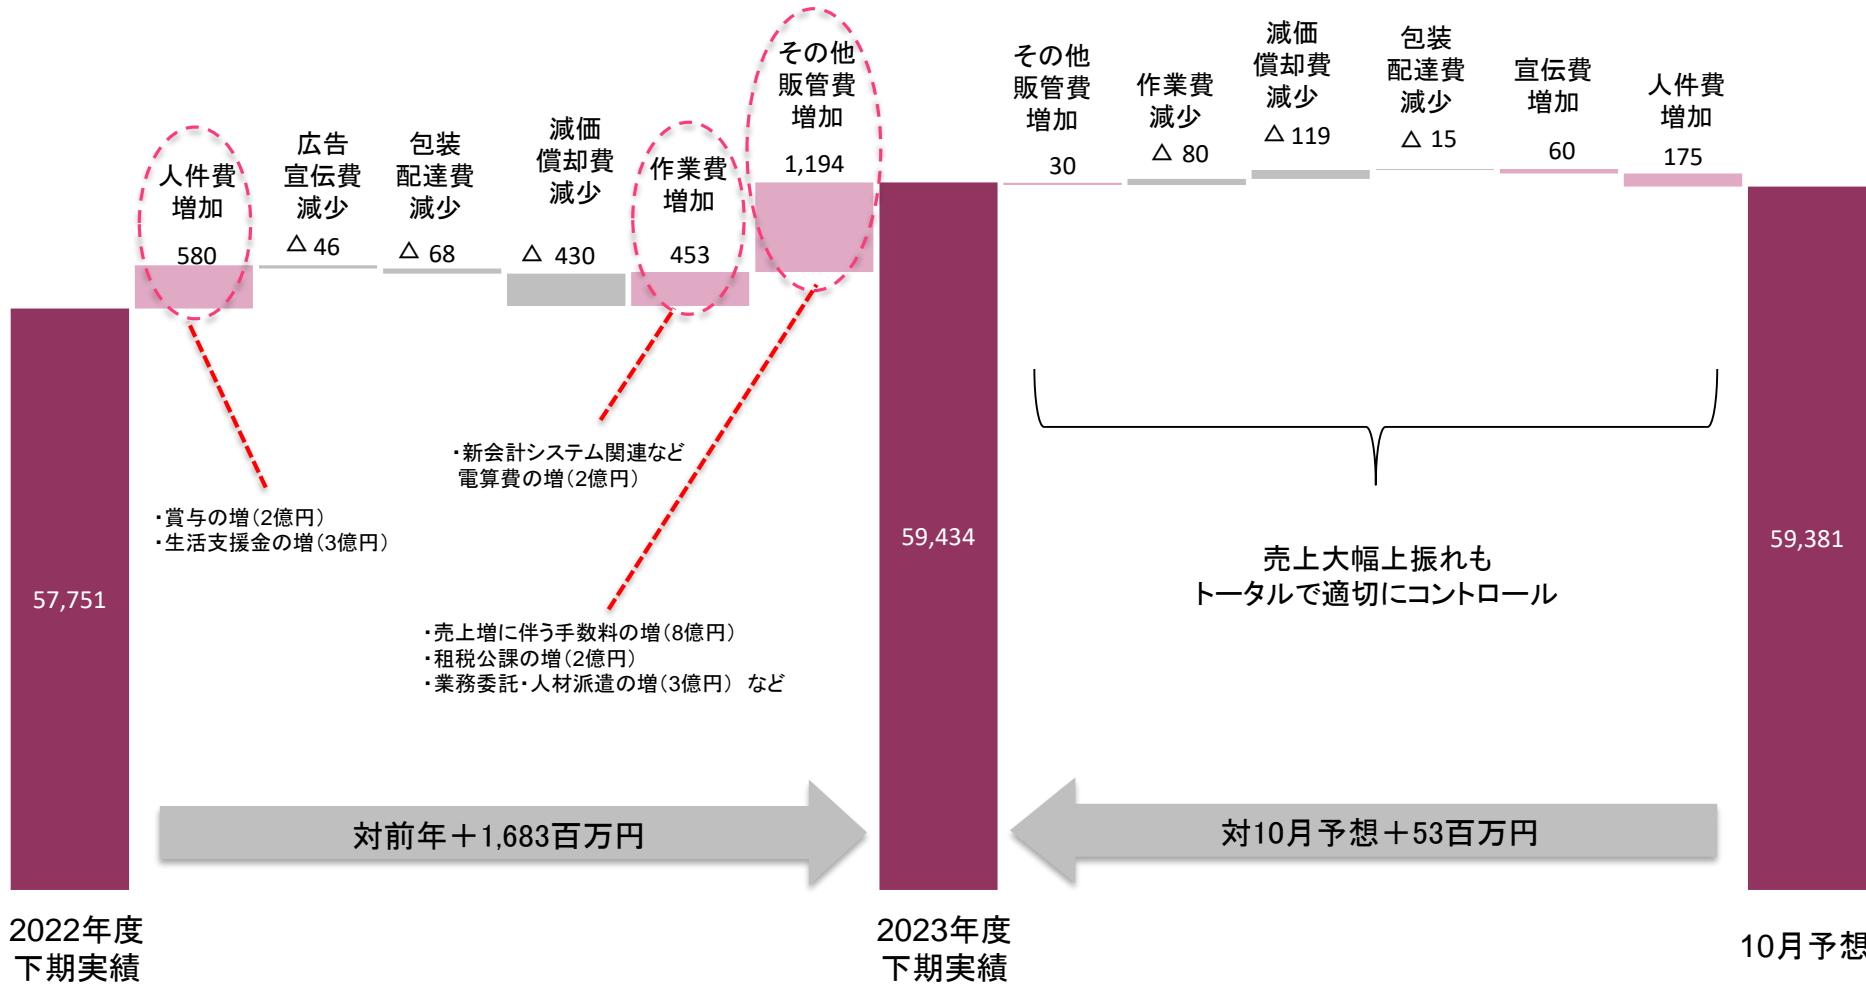 人件費
増加
580
広告
宣伝費
減少
△ 46
包装
配達費
減少
△ 68
減価
償却費
減少
△ 430
作業費
増加
453
その他
販管費
増加
1,194
その他
販管費
増加
30
作業費
減少
△ 80
減価
償却費
減少
△ 119
包装
配達費
減少
△ 15
宣伝費
増加
60
人件費
増加
175
・賞与の増（2億円）
・生活支援金の増（3億円）
・新会計システム関連など
電算費の増（2億円）
・売上増に伴う手数料の増（8億円）
・租税公課の増（2億円）
・業務委託・人材派遣の増（3億円） など
売上大幅上振れも
トータルで適切にコントロール
57,751
59,434
59,381
対前年＋1,683百万円
対10月予想＋53百万円
2022年度
下期実績
2023年度
下期実績
10月予想